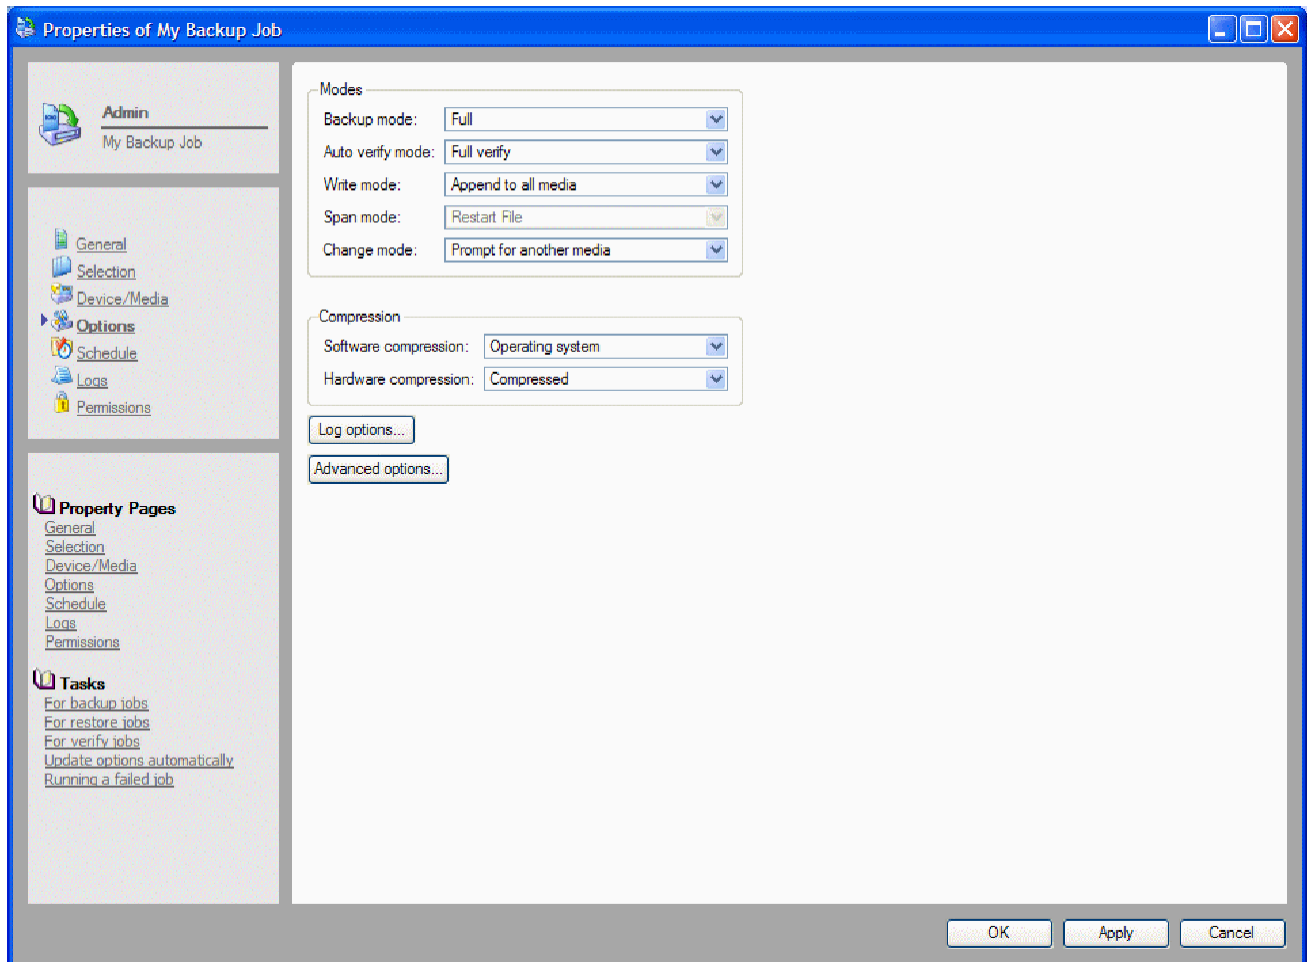 Properties of My Backup Job
Admin
My Backup Job
General
Selection
Device/Media
Options
Schedule
Logs
Permissions
Property Pages
General
Selection
Device/Media
Options
Schedule
Logs
Permissions
Tasks
For backup jobs
For restore jobs
For verify jobs
Update options automatically
Running a failed job
Modes
Backup mode: Full
Auto verify mode: Full verify
Write mode: Append to all media
Span mode: Restart File
Change mode: Prompt for another media
Compression
Software compression: Operating system
Hardware compression: Compressed
Log options...
Advanced options...
OK Apply Cancel